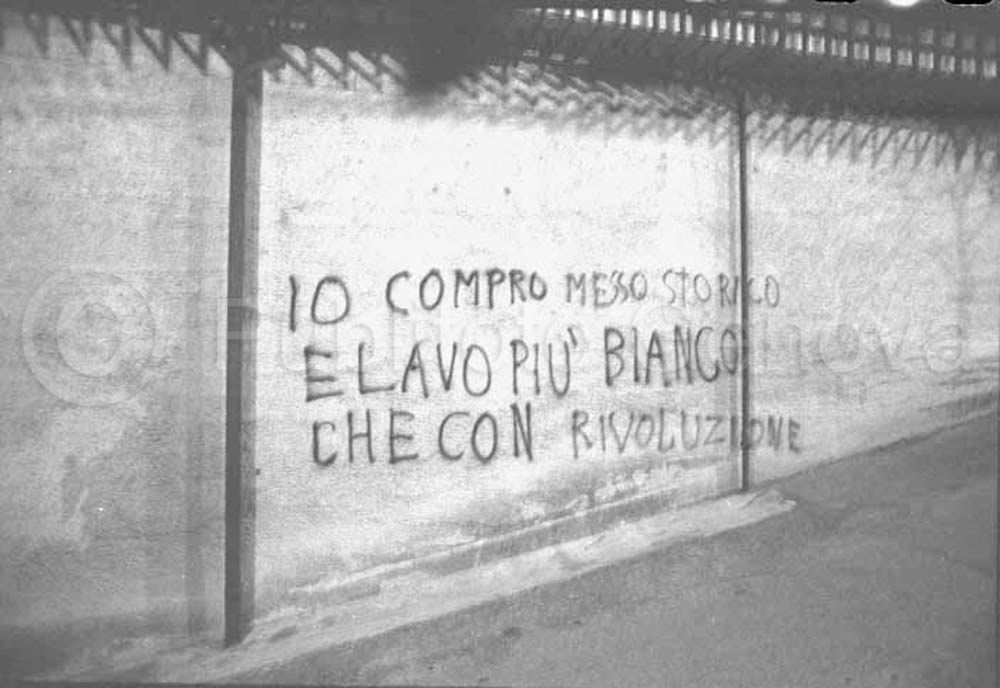 IO COMPRO MESSO STORICO
E LAVO PIU' BIANCO
CHE CON RIVOLUZIONE